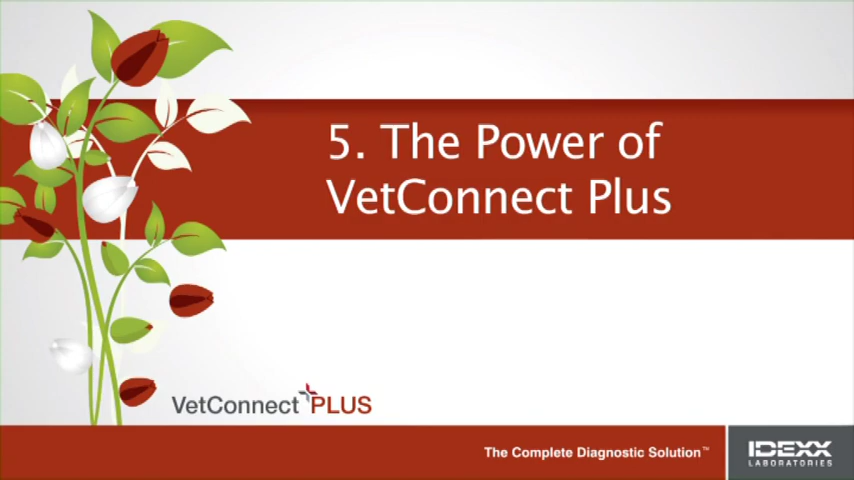 5. The Power of
VetConnect Plus
VetConnect PLUS
The Complete Diagnostic Solution™
IDEXX
LABORATORIES